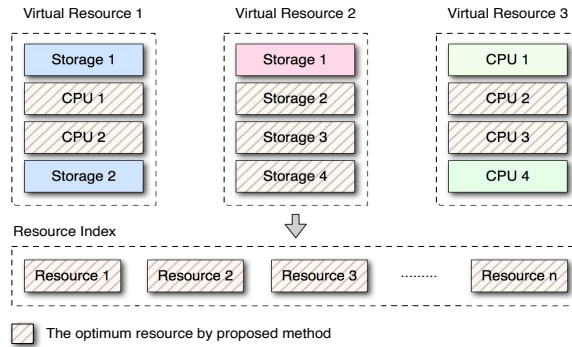 Virtual Resource 1 Virtual Resource 2 Virtual Resource 3
Storage 1 Storage 1 CPU 1
CPU 1 Storage 2 CPU 2
CPU 2 Storage 3 CPU 3
Storage 2 Storage 4 CPU 4
Resource Index
Resource 1 Resource 2 Resource 3 ......... Resource n
The optimum resource by proposed method